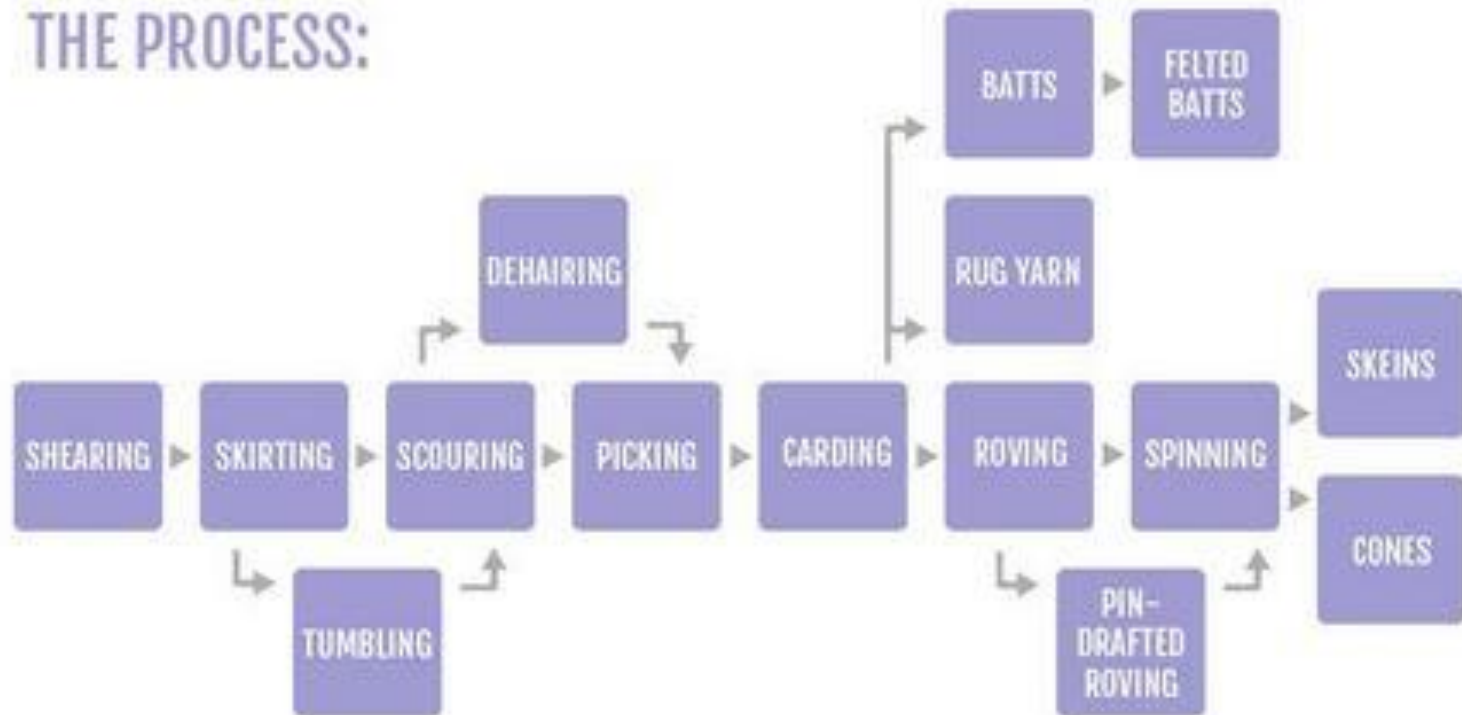 THE PROCESS:
BATTS
FELTED
BATTS
DEHAIRING
RUG YARN
SKEINS
SHEARING
SKIRTING
SCOURING
PICKING
CARDING
ROVING
SPINNING
CONES
TUMBLING
PIN-
DRAFTED
ROVING